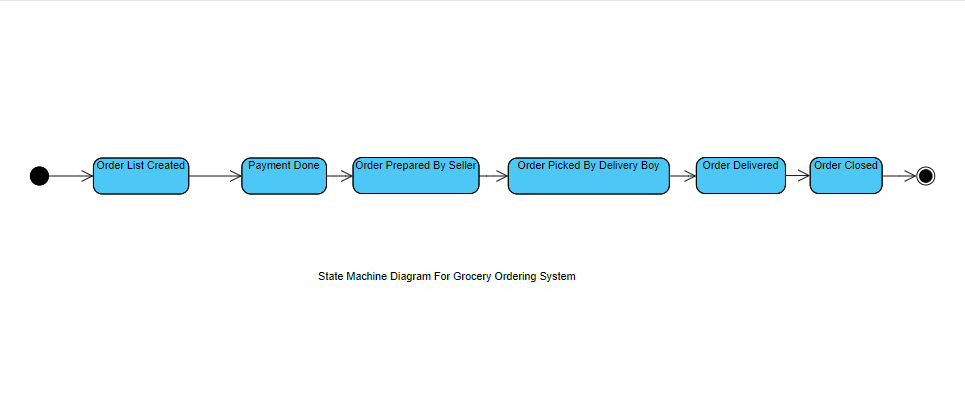 Order List Created
Payment Done
Order Prepared By Seller
Order Picked By Delivery Boy
Order Delivered
Order Closed
State Machine Diagram For Grocery Ordering System